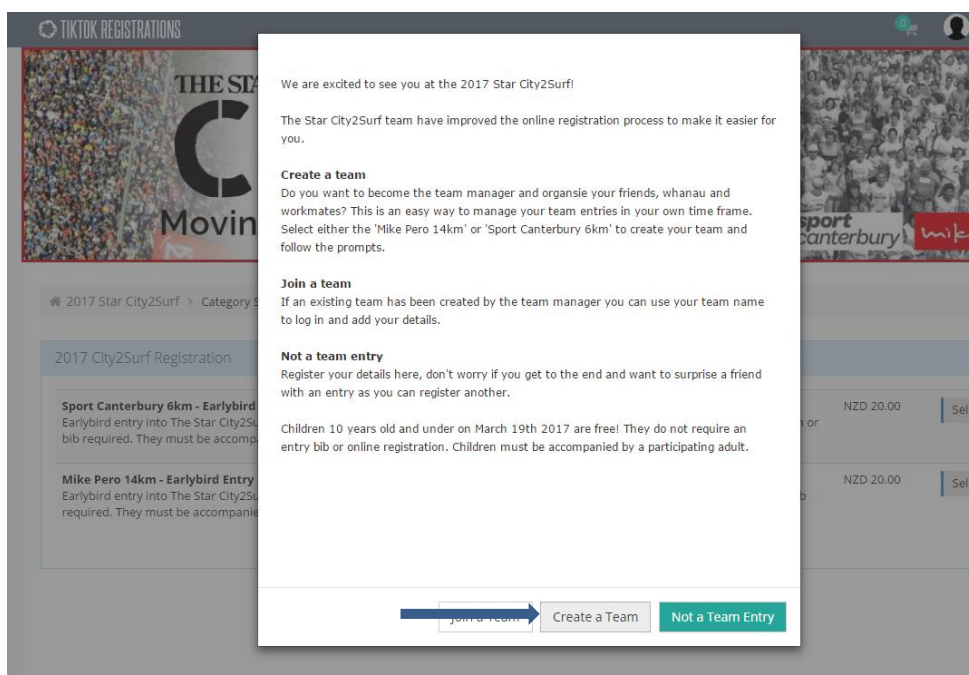 TIKTOK REGISTRATIONS
0
THE STA
C
Movin
sport
canterbury
mik
2017 Star City2Surf > Category S
2017 City2Surf Registration
Sport Canterbury 6km - Earlybird
Earlybird entry into The Star City2Su
bib required. They must be accomp
NZD 20.00
Sel
or
Mike Pero 14km - Earlybird Entry
Earlybird entry into The Star City2Su
required. They must be accompanie
NZD 20.00
Sel
We are excited to see you at the 2017 Star City2Surf!
The Star City2Surf team have improved the online registration process to make it easier for
you.
Create a team
Do you want to become the team manager and organsie your friends, whanau and
workmates? This is an easy way to manage your team entries in your own time frame.
Select either the 'Mike Pero 14km' or 'Sport Canterbury 6km' to create your team and
follow the prompts.
Join a team
If an existing team has been created by the team manager you can use your team name
to log in and add your details.
Not a team entry
Register your details here, don't worry if you get to the end and want to surprise a friend
with an entry as you can register another.
Children 10 years old and under on March 19th 2017 are free! They do not require an
entry bib or online registration. Children must be accompanied by a participating adult.
Join a Team
Create a Team
Not a Team Entry